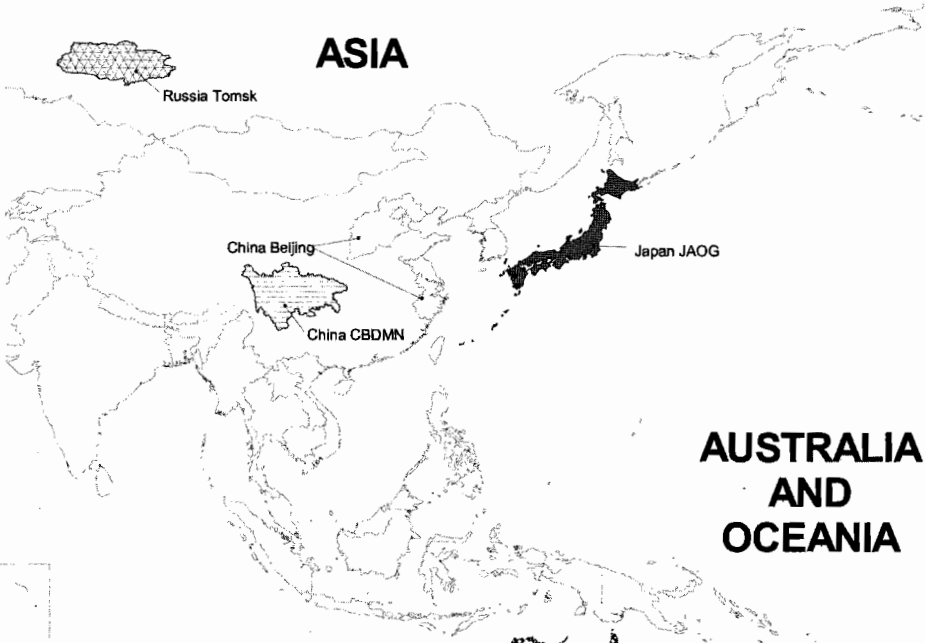 ASIA
Russia Tomsk
China Beijing
Japan JAOG
China CBDMN
AUSTRALIA
AND
OCEANIA